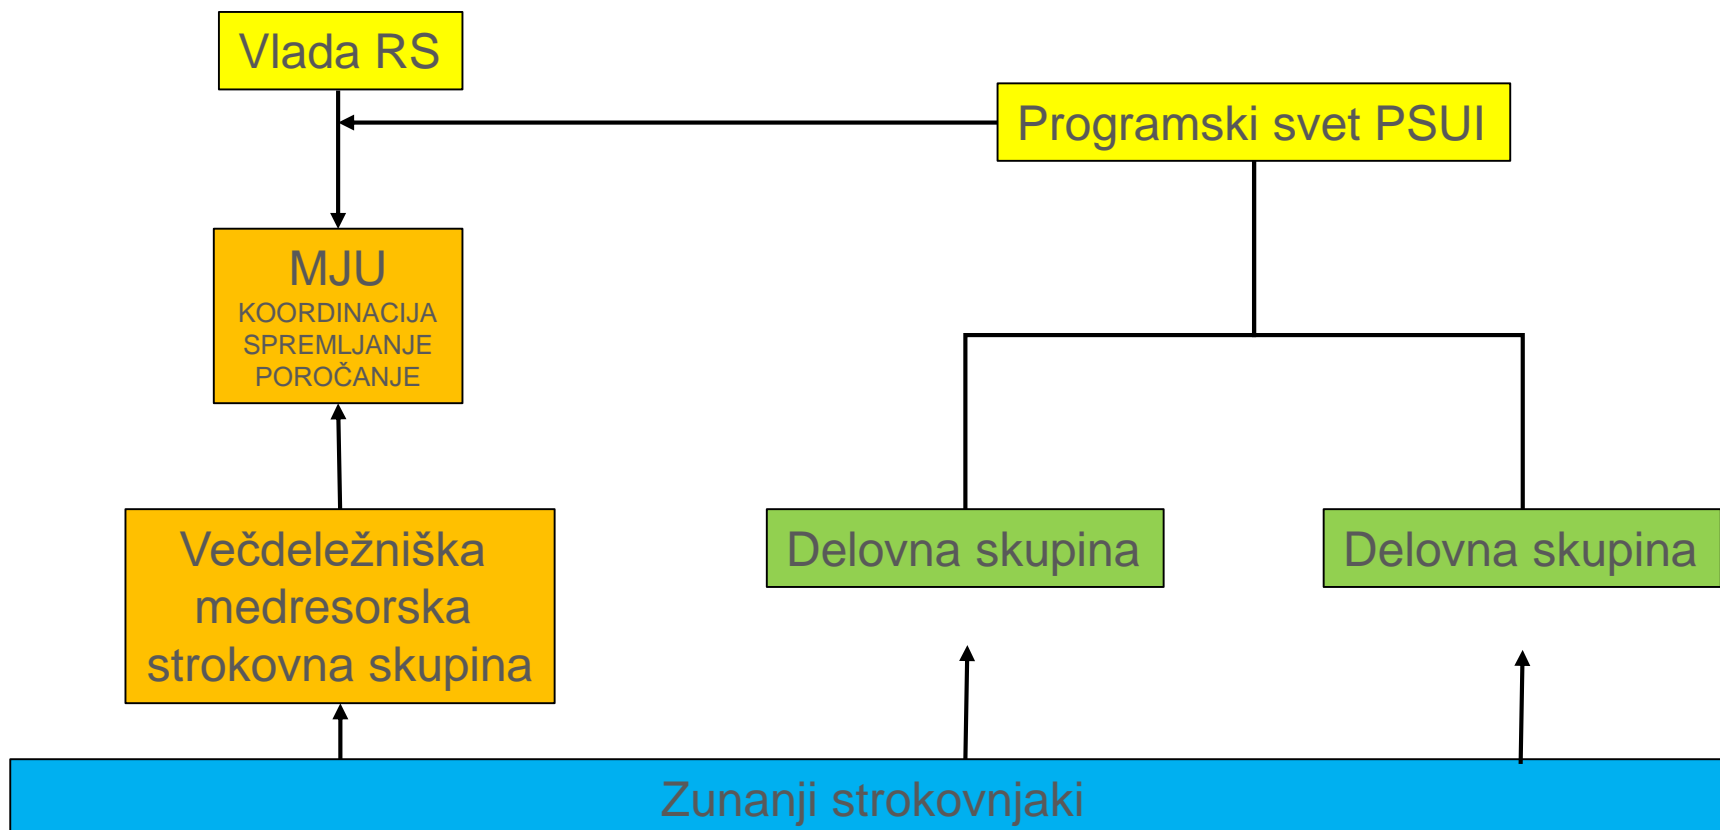 Vlada RS
Programski svet PSUI
MJU
KOORDINACIJA
SPREMLJANJE
POROČANJE
Večdeležniška
medresorska
strokovna skupina
Delovna skupina
Delovna skupina
Zunanji strokovnjaki